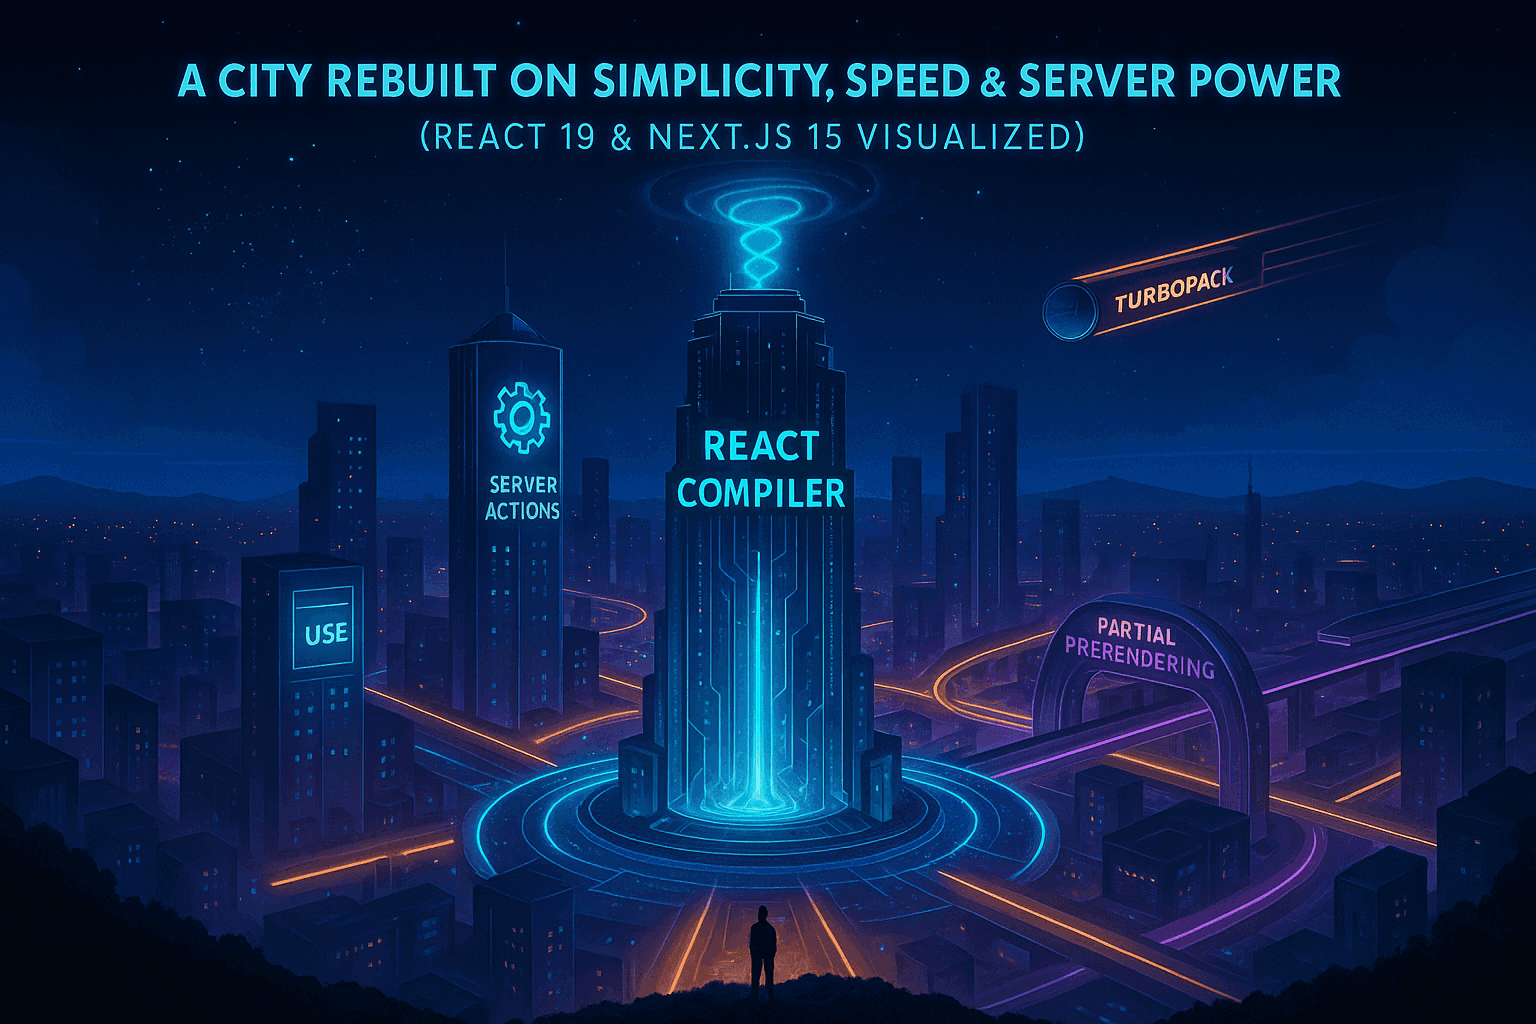 A CITY REBUILT ON SIMPLICITY, SPEED & SERVER POWER
(REACT 19 & NEXT.JS 15 VISUALIZED)
TURBOPACK
REACT
COMPILER
SERVER
ACTIONS
USE
PARTIAL
PRERENDERING